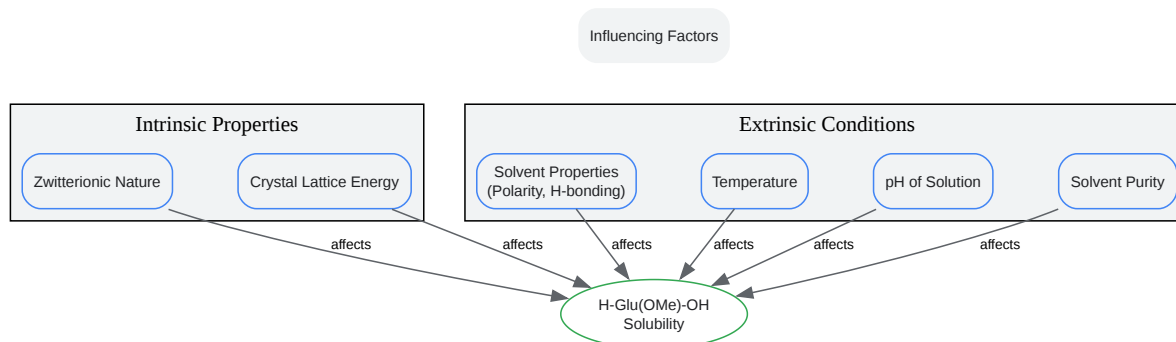 Influencing Factors
Intrinsic Properties
Extrinsic Conditions
Zwitterionic Nature
Crystal Lattice Energy
Solvent Properties
(Polarity, H-bonding)
Temperature
pH of Solution
Solvent Purity
affects
affects
affects
affects
affects
affects
H-Glu(OMe)-OH
Solubility